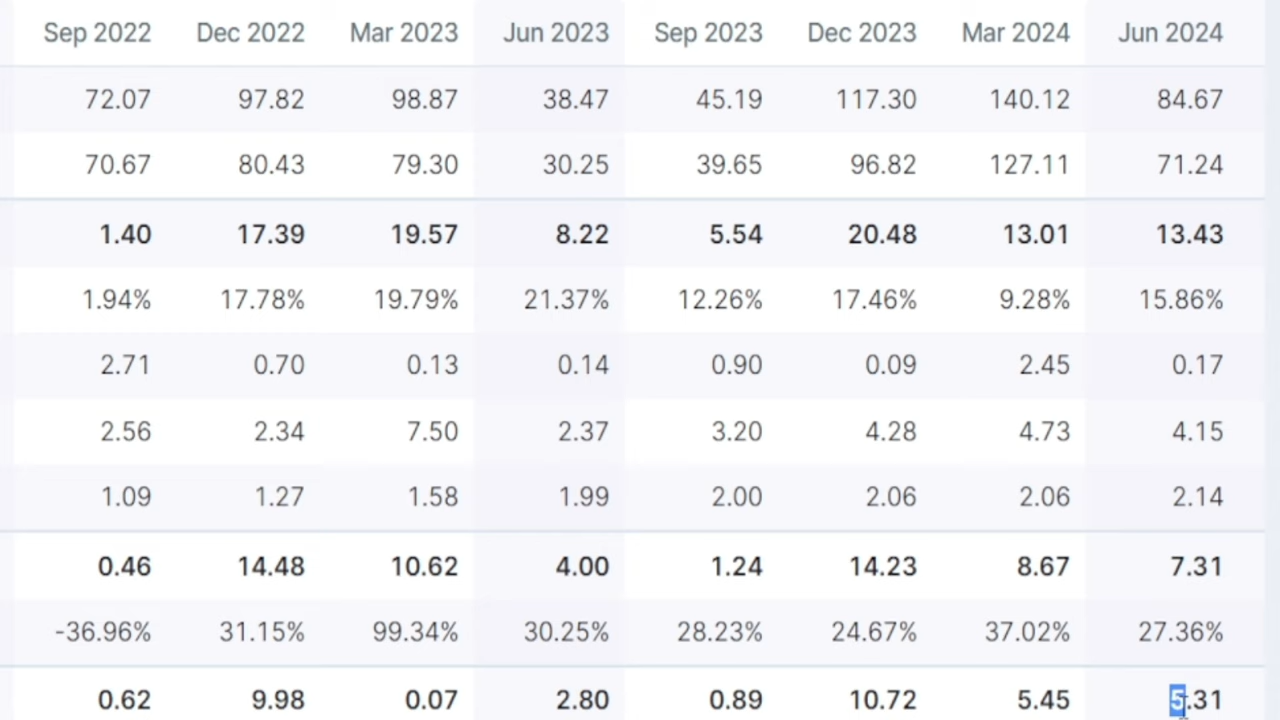 Sep 2022 Dec 2022 Mar 2023 Jun 2023 Sep 2023 Dec 2023 Mar 2024 Jun 2024
72.07 97.82 98.87 38.47 45.19 117.30 140.12 84.67
70.67 80.43 79.30 30.25 39.65 96.82 127.11 71.24
1.40 17.39 19.57 8.22 5.54 20.48 13.01 13.43
1.94% 17.78% 19.79% 21.37% 12.26% 17.46% 9.28% 15.86%
2.71 0.70 0.13 0.14 0.90 0.09 2.45 0.17
2.56 2.34 7.50 2.37 3.20 4.28 4.73 4.15
1.09 1.27 1.58 1.99 2.00 2.06 2.06 2.14
0.46 14.48 10.62 4.00 1.24 14.23 8.67 7.31
-36.96% 31.15% 99.34% 30.25% 28.23% 24.67% 37.02% 27.36%
0.62 9.98 0.07 2.80 0.89 10.72 5.45 5.31